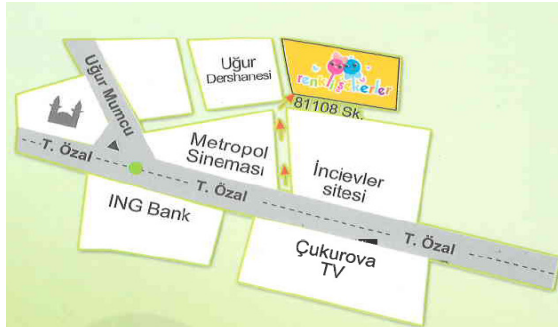 Uğur
Dershanesi
renkli şekerler
81108 Sk.
Uğur Mumcu
Metropol
Sineması
İncievler
sitesi
T. Özal
T. Özal
T. Özal
ING Bank
Çukurova
TV